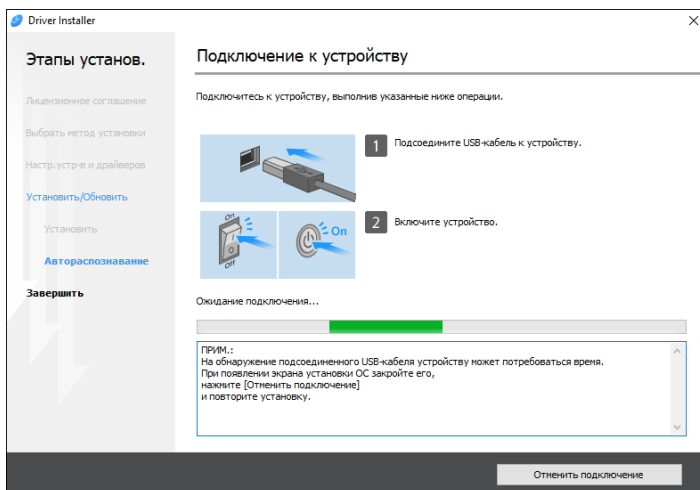 Driver Installer
Этапы установ.
Лицензионное соглашение
Выбрать метод установки
Настр.устр-в и драйверов
Установить/Обновить
Установить
Автораспознавание
Завершить
Подключение к устройству
Подключитесь к устройству, выполнив указанные ниже операции.
1 Подсоедините USB-кабель к устройству.
On
Off
On
2 Включите устройство.
Ожидание подключения...
ПРИМ.:
На обнаружение подсоединенного USB-кабеля устройству может потребоваться время.
При появлении экрана установки ОС закройте его,
нажмите [Отменить подключение]
и повторите установку.
Отменить подключение